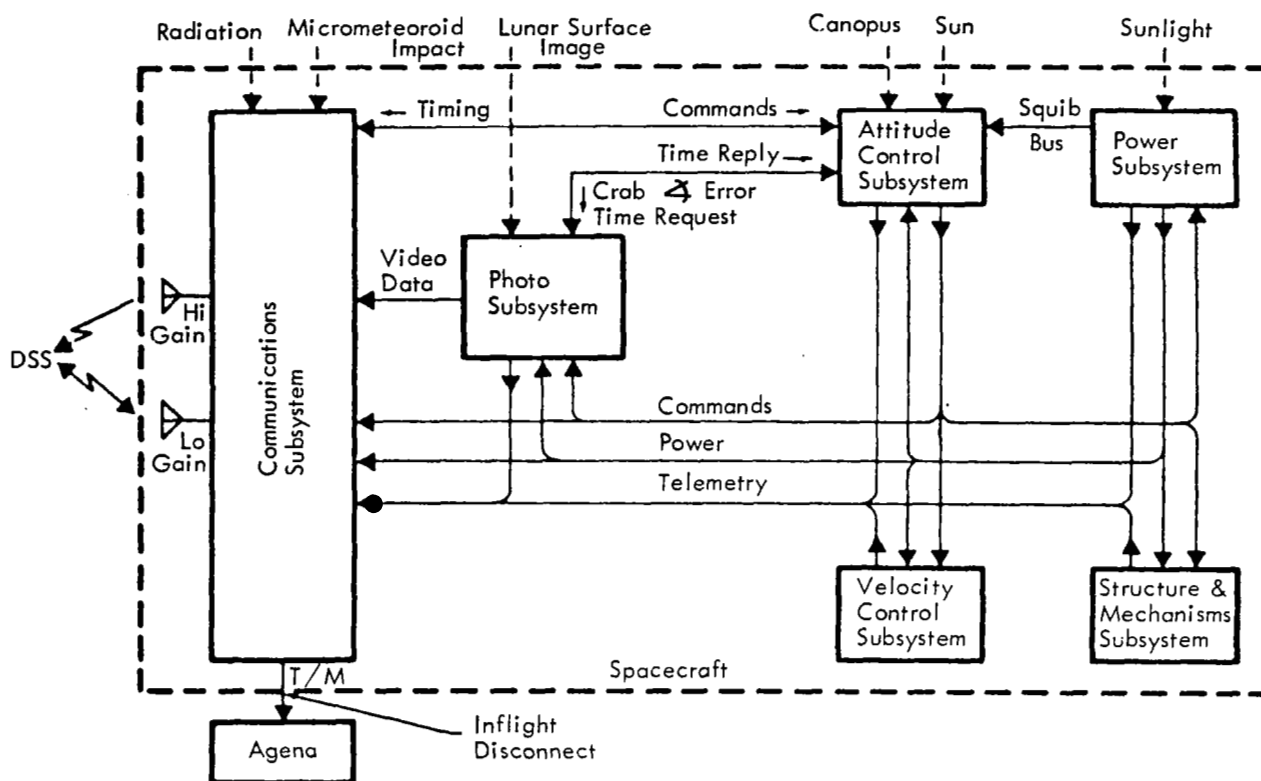 Radiation
Micrometeoroid
Impact
Lunar Surface
Image
Canopus
Sun
Sunlight
Timing
Commands
Attitude
Control
Subsystem
Squib
Bus
Power
Subsystem
Time Reply
Crab ∡ Error
Time Request
Video
Data
Photo
Subsystem
Communications
Subsystem
Hi
Gain
DSS
Lo
Gain
Commands
Power
Telemetry
Velocity
Control
Subsystem
Structure &
Mechanisms
Subsystem
T/M
Spacecraft
Inflight
Disconnect
Agena